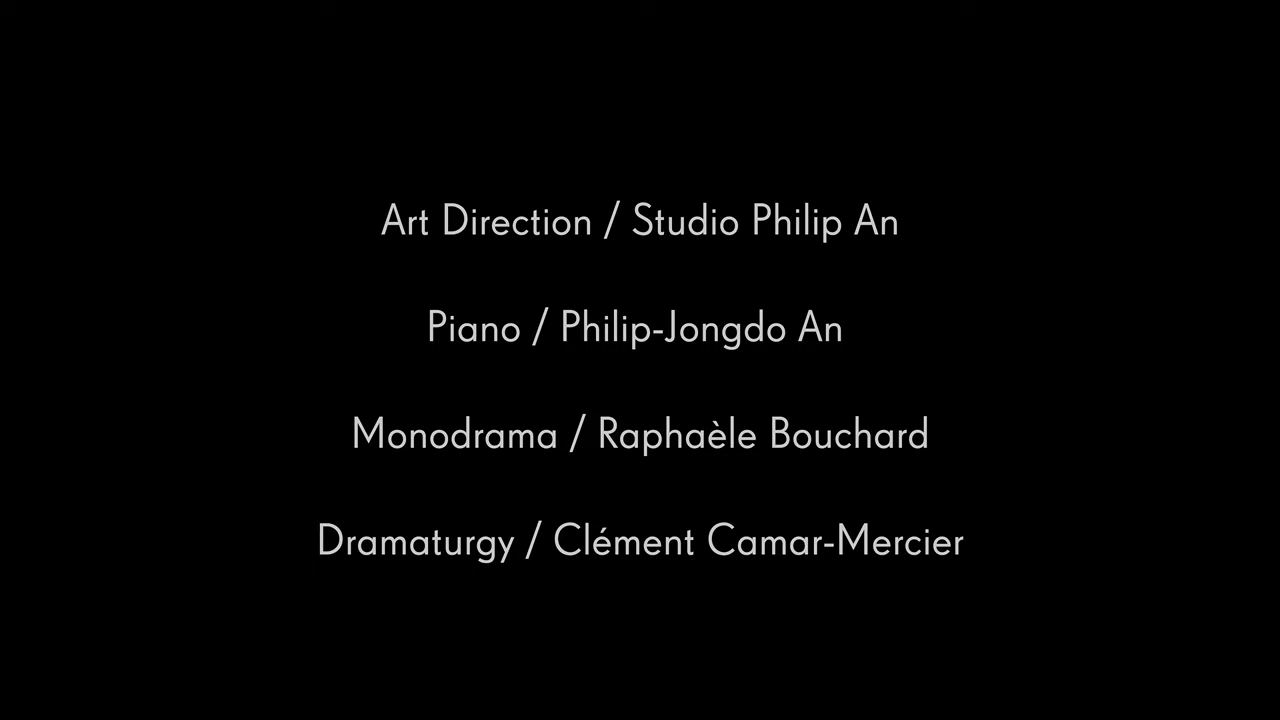 Art Direction / Studio Philip An
Piano / Philip-Jongdo An
Monodrama / Raphaèle Bouchard
Dramaturgy / Clément Camar-Mercier